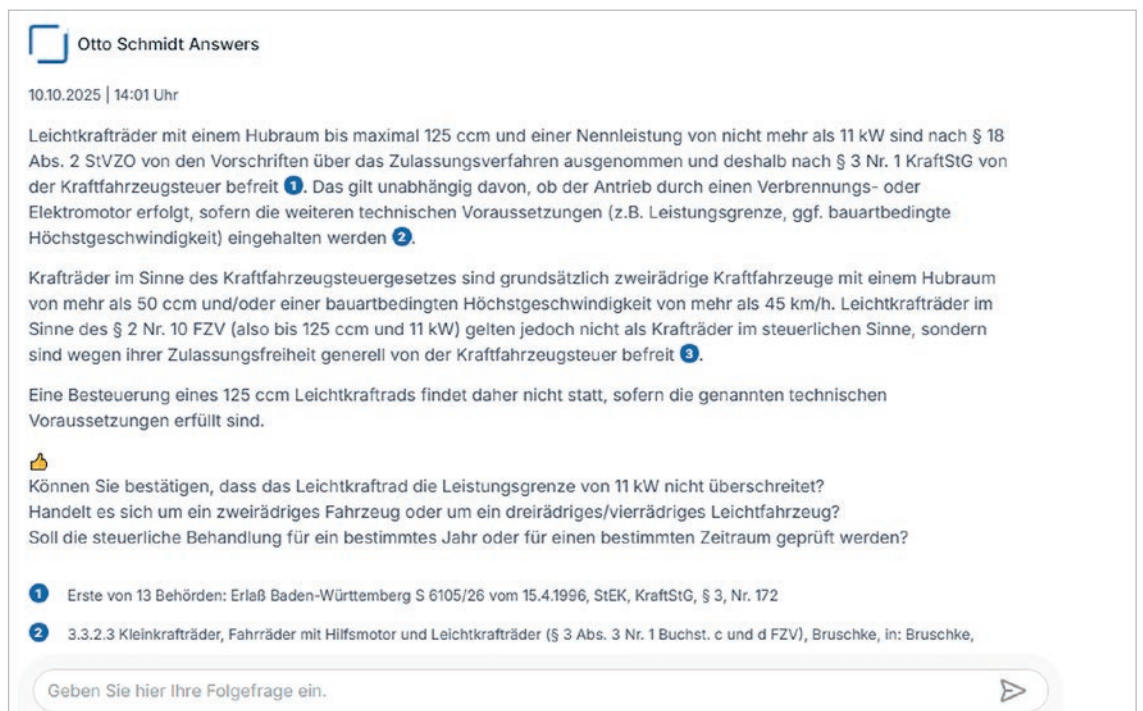 Otto Schmidt Answers
10.10.2025 | 14:01 Uhr
Leichtkrafträder mit einem Hubraum bis maximal 125 ccm und einer Nennleistung von nicht mehr als 11 kW sind nach § 18
Abs. 2 StVZO von den Vorschriften über das Zulassungsverfahren ausgenommen und deshalb nach § 3 Nr. 1 KraftStG von
der Kraftfahrzeugsteuer befreit 1. Das gilt unabhängig davon, ob der Antrieb durch einen Verbrennungs- oder
Elektromotor erfolgt, sofern die weiteren technischen Voraussetzungen (z.B. Leistungsgrenze, ggf. bauartbedingte
Höchstgeschwindigkeit) eingehalten werden 2.
Krafträder im Sinne des Kraftfahrzeugsteuergesetzes sind grundsätzlich zweirädrige Kraftfahrzeuge mit einem Hubraum
von mehr als 50 ccm und/oder einer bauartbedingten Höchstgeschwindigkeit von mehr als 45 km/h. Leichtkrafträder im
Sinne des § 2 Nr. 10 FZV (also bis 125 ccm und 11 kW) gelten jedoch nicht als Krafträder im steuerlichen Sinne, sondern
sind wegen ihrer Zulassungsfreiheit generell von der Kraftfahrzeugsteuer befreit 3.
Eine Besteuerung eines 125 ccm Leichtkraftrads findet daher nicht statt, sofern die genannten technischen
Voraussetzungen erfüllt sind.
Können Sie bestätigen, dass das Leichtkraftrad die Leistungsgrenze von 11 kW nicht überschreitet?
Handelt es sich um ein zweirädriges Fahrzeug oder um ein dreirädriges/vierrädriges Leichtfahrzeug?
Soll die steuerliche Behandlung für ein bestimmtes Jahr oder für einen bestimmten Zeitraum geprüft werden?
1 Erste von 13 Behörden: Erlaß Baden-Württemberg S 6105/26 vom 15.4.1996, StEK, KraftStG, § 3, Nr. 172
2 3.3.2.3 Kleinkrafträder, Fahrräder mit Hilfsmotor und Leichtkrafträder (§ 3 Abs. 3 Nr. 1 Buchst. c und d FZV), Bruschke, in: Bruschke,
Geben Sie hier Ihre Folgefrage ein.